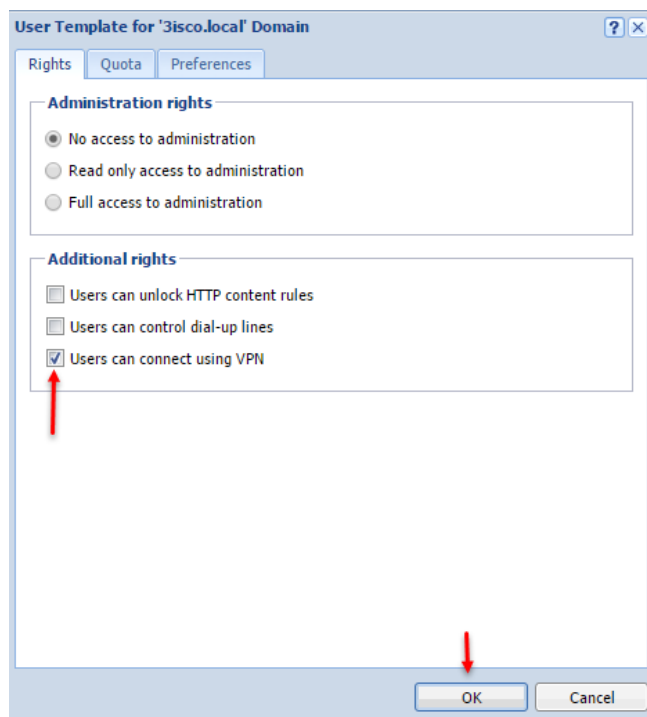 User Template for '3isco.local' Domain
?
Rights Quota Preferences
Administration rights
No access to administration
Read only access to administration
Full access to administration
Additional rights
Users can unlock HTTP content rules
Users can control dial-up lines
Users can connect using VPN
OK Cancel